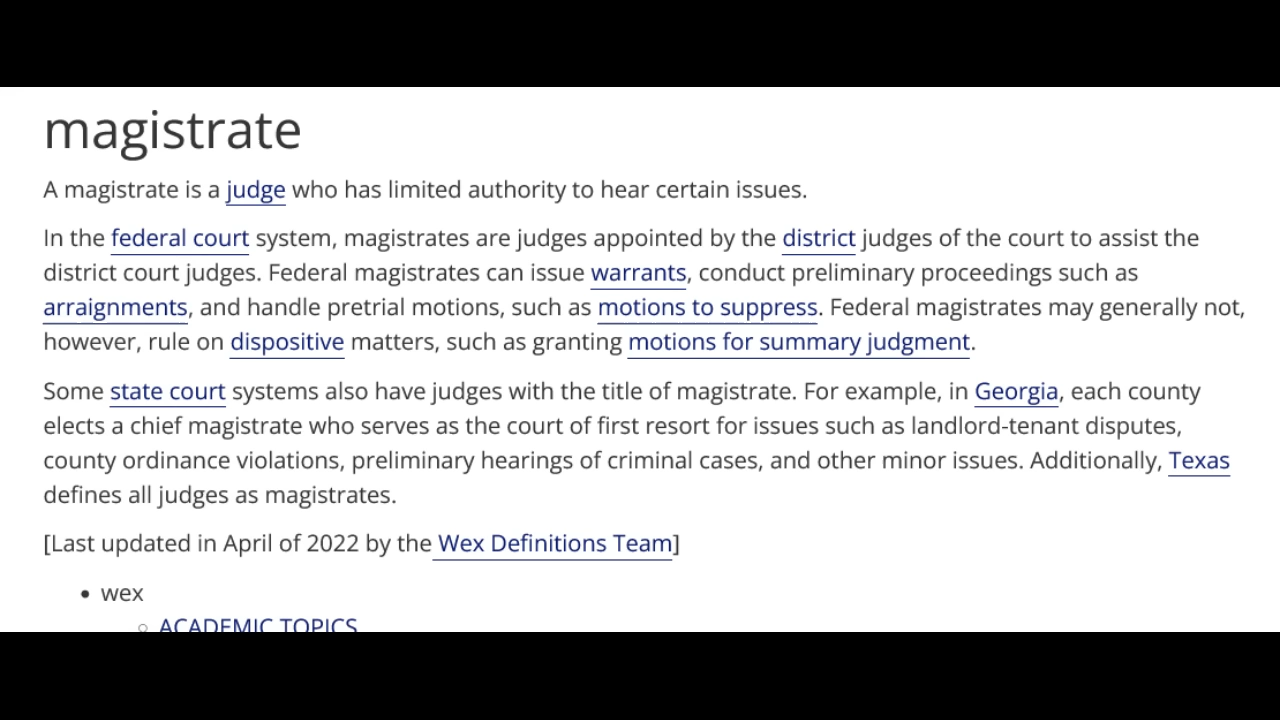 magistrate
A magistrate is a judge who has limited authority to hear certain issues.
In the federal court system, magistrates are judges appointed by the district judges of the court to assist the
district court judges. Federal magistrates can issue warrants, conduct preliminary proceedings such as
arraignments, and handle pretrial motions, such as motions to suppress. Federal magistrates may generally not,
however, rule on dispositive matters, such as granting motions for summary judgment.
Some state court systems also have judges with the title of magistrate. For example, in Georgia, each county
elects a chief magistrate who serves as the court of first resort for issues such as landlord-tenant disputes,
county ordinance violations, preliminary hearings of criminal cases, and other minor issues. Additionally, Texas
defines all judges as magistrates.
[Last updated in April of 2022 by the Wex Definitions Team]
• wex
○ ACADEMIC TOPICS